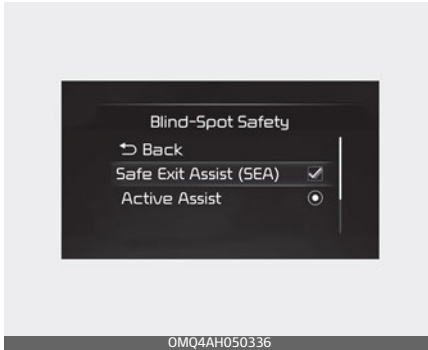 Blind-Spot Safety
Back
Safe Exit Assist (SEA)
Active Assist
OMQ4AH050336